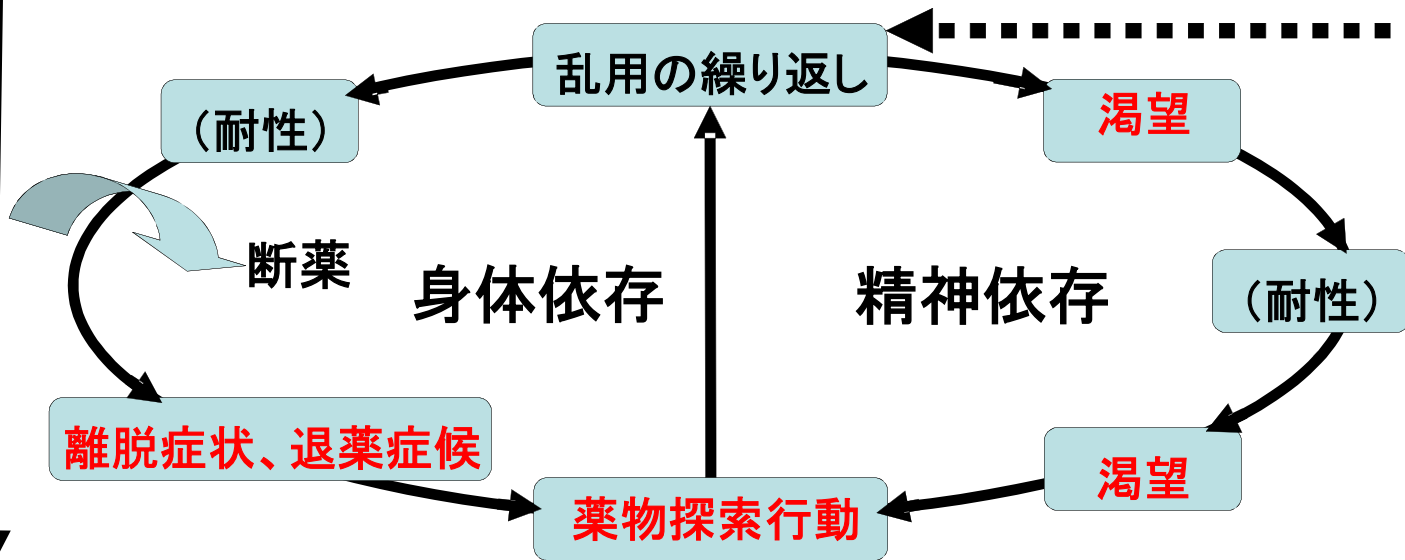 乱用の繰り返し
(耐性)
渇望
断薬
身体依存
精神依存
(耐性)
離脱症状、退薬症候
渇望
薬物探索行動